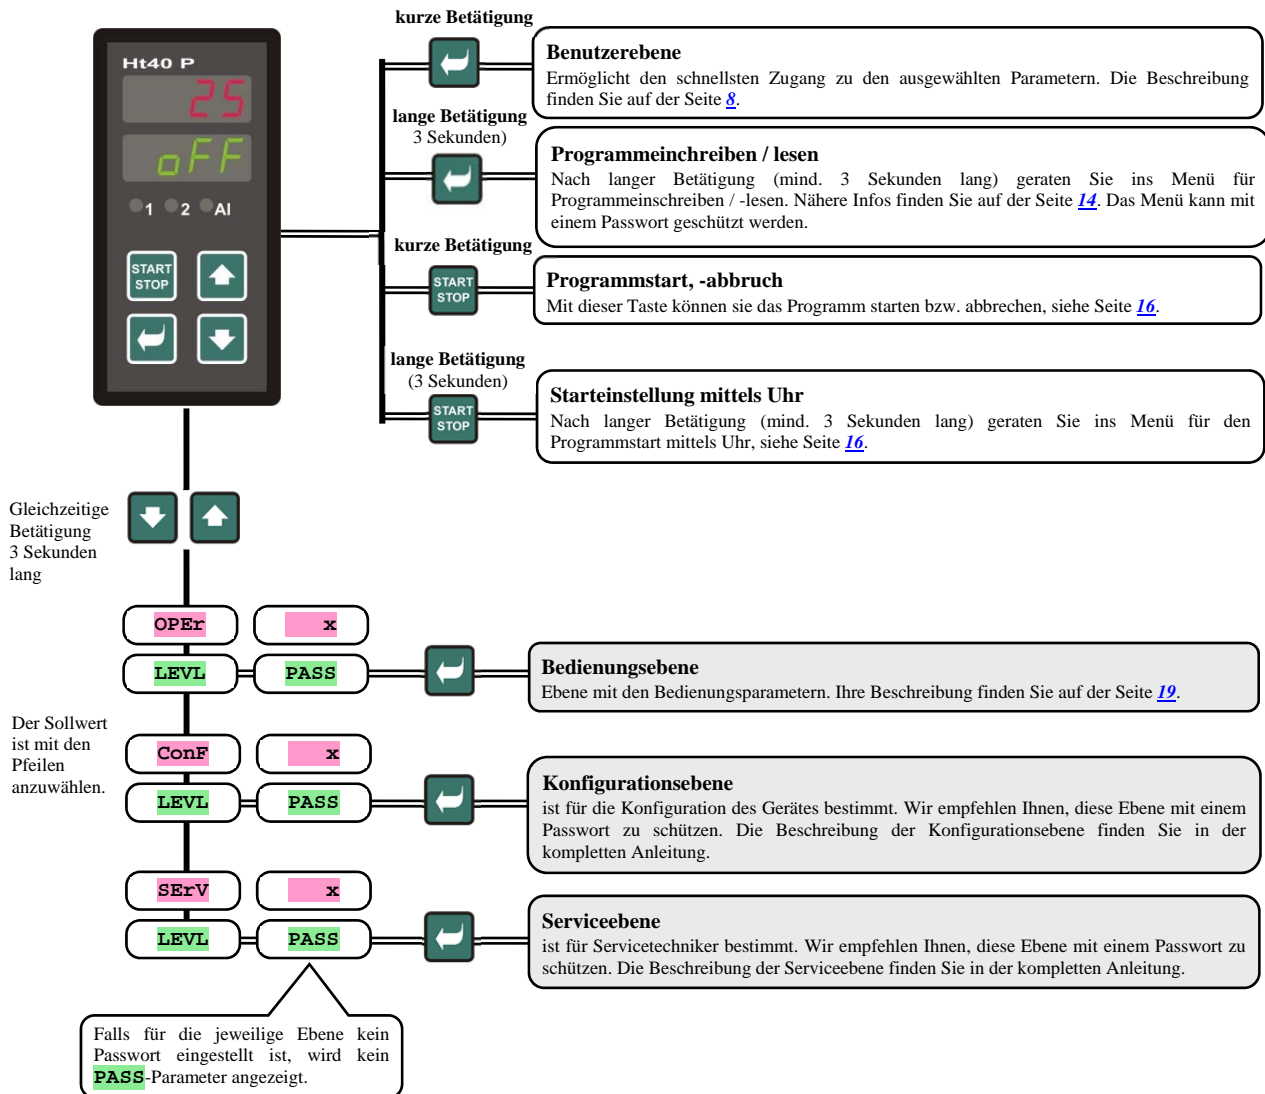 kurze Betätigung
Benutzerebene
Ermöglicht den schnellsten Zugang zu den ausgewählten Parametern. Die Beschreibung
finden Sie auf der Seite 8.
Ht40 P
25
oFF
1 2 Al
START
STOP
lange Betätigung
3 Sekunden)
Programmeinchreiben / lesen
Nach langer Betätigung (mind. 3 Sekunden lang) geraten Sie ins Menü für
Programmeinschreiben / -lesen. Nähere Infos finden Sie auf der Seite 14. Das Menü kann mit
einem Passwort geschützt werden.
kurze Betätigung
START
STOP
Programmstart, -abbruch
Mit dieser Taste können sie das Programm starten bzw. abbrechen, siehe Seite 16.
lange Betätigung
(3 Sekunden)
START
STOP
Starteinstellung mittels Uhr
Nach langer Betätigung (mind. 3 Sekunden lang) geraten Sie ins Menü für den
Programmstart mittels Uhr, siehe Seite 16.
Gleichzeitige
Betätigung
3 Sekunden
lang
OPEr x
LEVL PASS
Bedienungsebene
Ebene mit den Bedienungsparametern. Ihre Beschreibung finden Sie auf der Seite 19.
Der Sollwert
ist mit den
Pfeilen
anzuwählen.
ConF x
LEVL PASS
Konfigurationsebene
ist für die Konfiguration des Gerätes bestimmt. Wir empfehlen Ihnen, diese Ebene mit einem
Passwort zu schützen. Die Beschreibung der Konfigurationsebene finden Sie in der
kompletten Anleitung.
SErV x
LEVL PASS
Serviceebene
ist für Servicetechniker bestimmt. Wir empfehlen Ihnen, diese Ebene mit einem Passwort zu
schützen. Die Beschreibung der Serviceebene finden Sie in der kompletten Anleitung.
Falls für die jeweilige Ebene kein
Passwort eingestellt ist, wird kein
PASS-Parameter angezeigt.